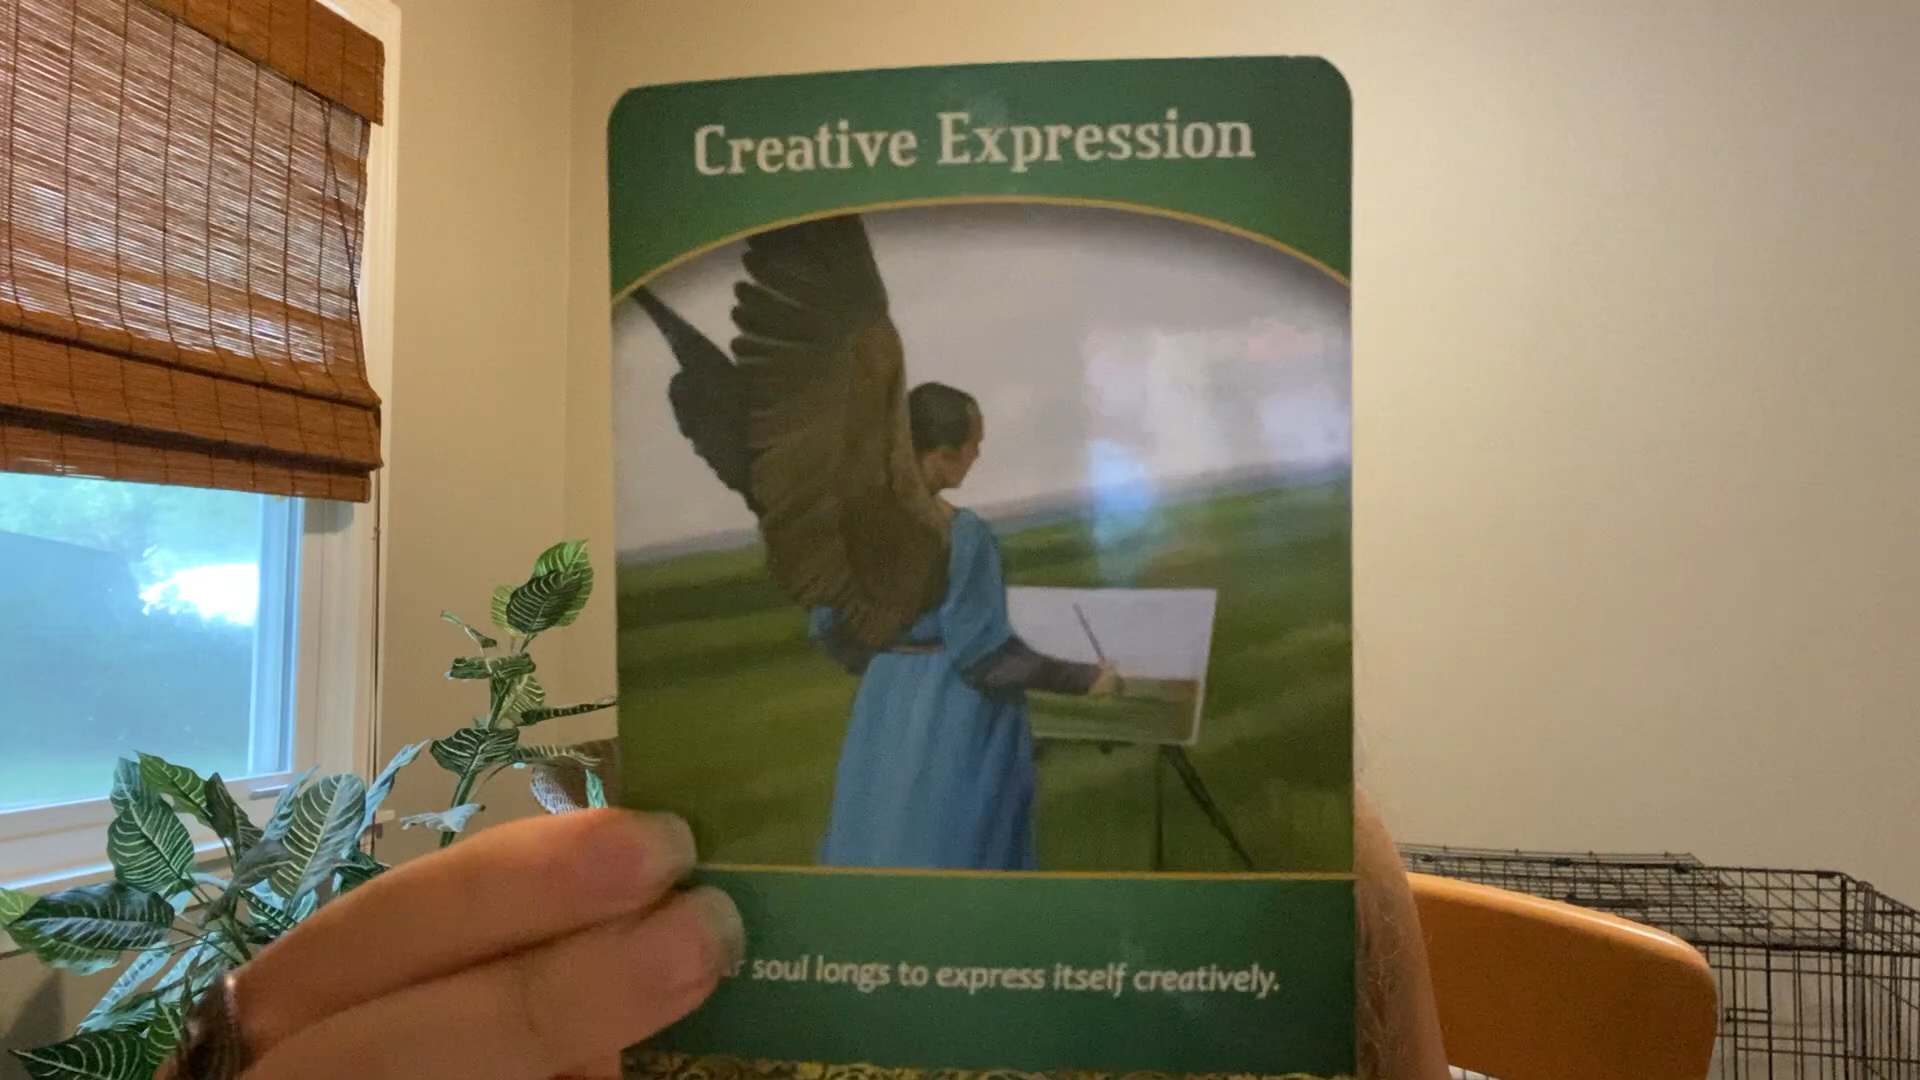 Creative Expression
r soul longs to express itself creatively.